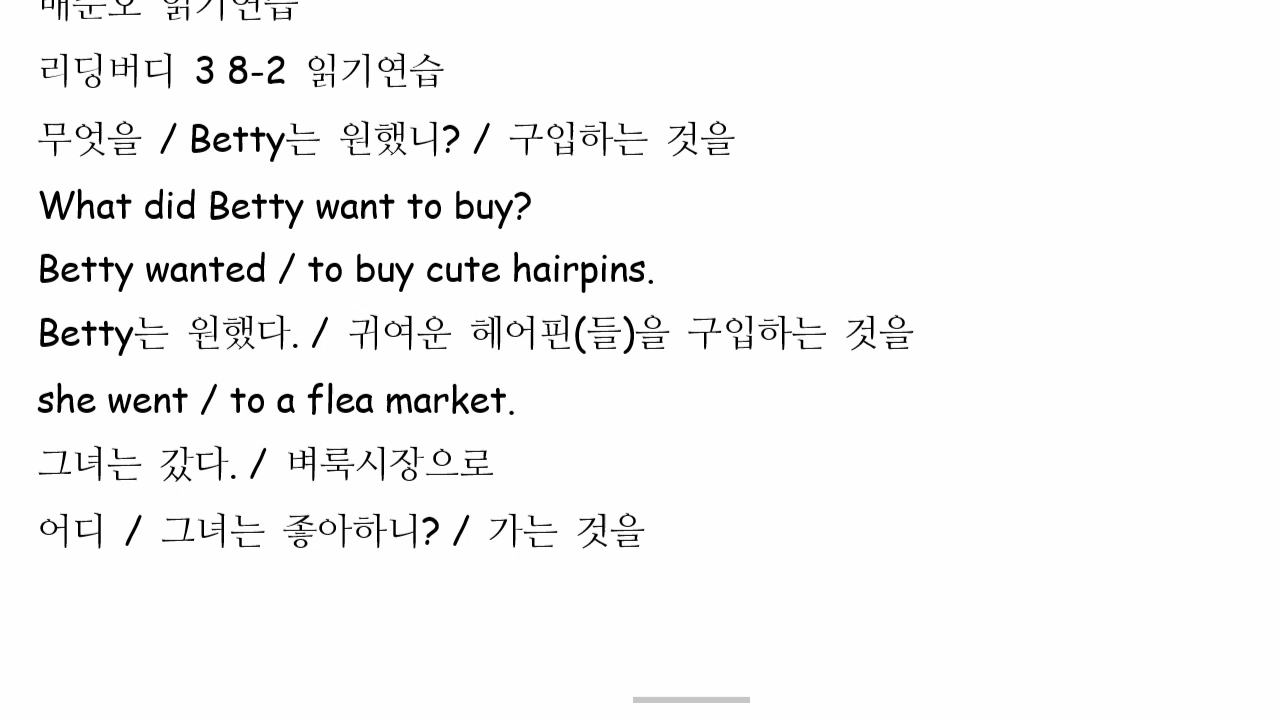 읽기연습
리딩버디 3 8-2 읽기연습
무엇을 / Betty는 원했니? / 구입하는 것을
What did Betty want to buy?
Betty wanted / to buy cute hairpins.
Betty는 원했다. / 귀여운 헤어핀(들)을 구입하는 것을
she went / to a flea market.
그녀는 갔다. / 벼룩시장으로
어디 / 그녀는 좋아하니? / 가는 것을